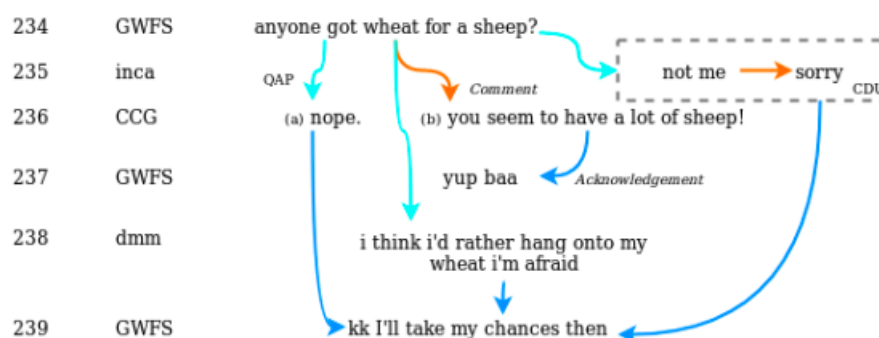 234 GWFS anyone got wheat for a sheep?
235 inca QAP Comment not me sorry
CDU
236 CCG (a) nope. (b) you seem to have a lot of sheep!
237 GWFS yup baa Acknowledgement
238 dmm i think i'd rather hang onto my
wheat i'm afraid
239 GWFS kk I'll take my chances then